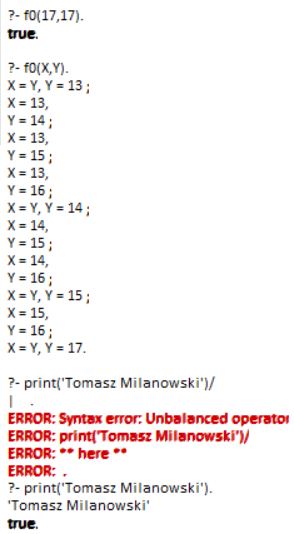 ?- f0(17,17).
true.
?- f0(X,Y).
X = Y, Y = 13 ;
X = 13,
Y = 14 ;
X = 13,
Y = 15 ;
X = 13,
Y = 16 ;
X = Y, Y = 14 ;
X = 14,
Y = 15 ;
X = 14,
Y = 16 ;
X = Y, Y = 15 ;
X = 15,
Y = 16 ;
X = Y, Y = 17.
?- print('Tomasz Milanowski')/
| .
ERROR: Syntax error: Unbalanced operator
ERROR: print('Tomasz Milanowski')/
ERROR: ** here **
ERROR: .
?- print('Tomasz Milanowski').
'Tomasz Milanowski'
true.